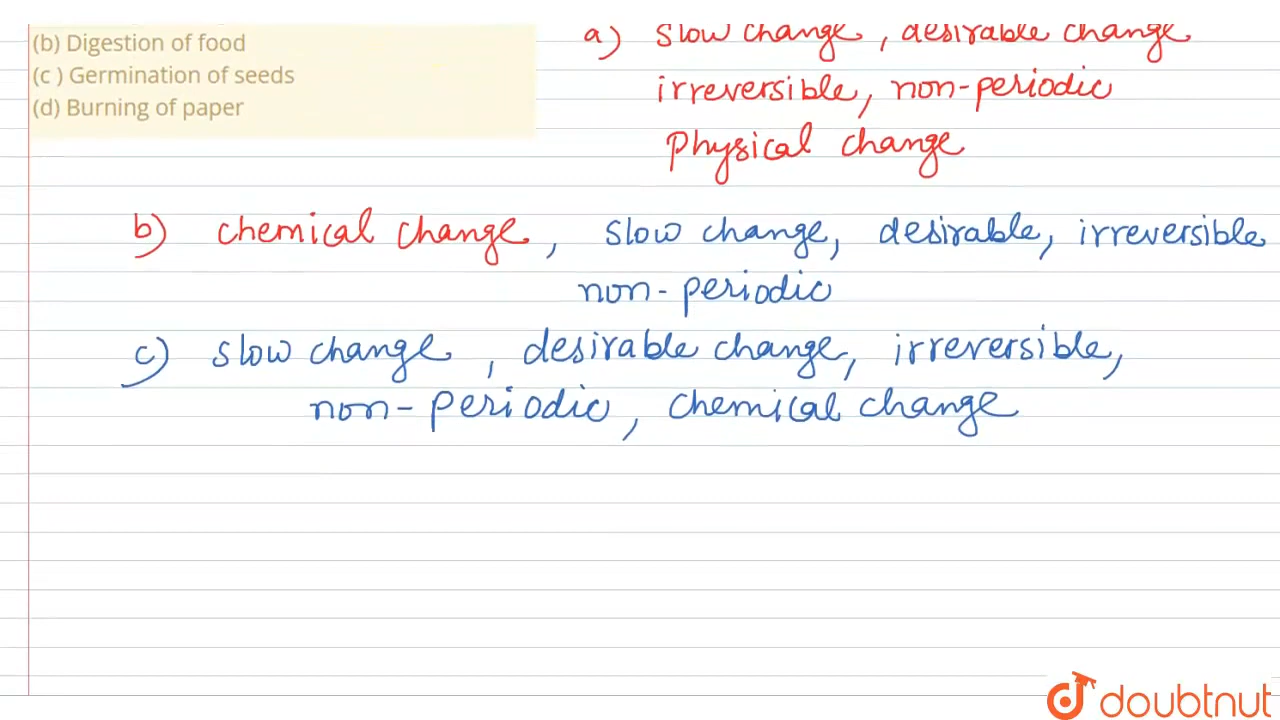 (b) Digestion of food
(c ) Germination of seeds
(d) Burning of paper
a) slow change, desirable change
irreversible, non-periodic
Physical change
b) chemical change, slow change, desirable, irreversible
non-periodic
c) slow change, desirable change, irreversible,
non-periodic, chemical change
doubtnut